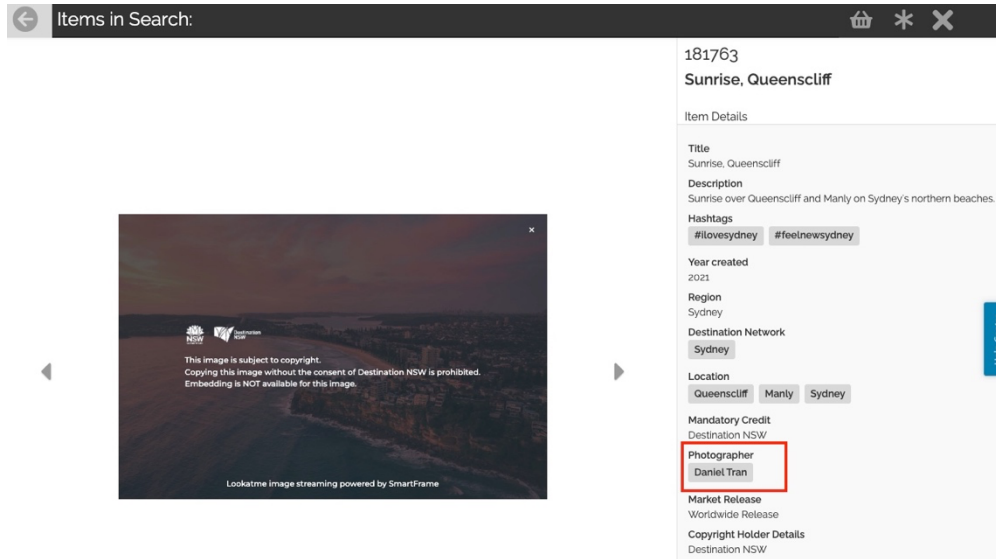 Items in Search:
181763
Sunrise, Queenscliff
Item Details
Title
Sunrise, Queenscliff
Description
Sunrise over Queenscliff and Manly on Sydney's northern beaches.
Hashtags
#ilovesydney #feelnewsydney
Year created
2021
Region
Sydney
Destination Network
Sydney
Location
Queenscliff Manly Sydney
Mandatory Credit
Destination NSW
Photographer
Daniel Tran
Market Release
Worldwide Release
Copyright Holder Details
Destination NSW
×
NSW
Destination
NSW
This image is subject to copyright.
Copying this image without the consent of Destination NSW is prohibited.
Embedding is NOT available for this image.
Lookatme image streaming powered by SmartFrame